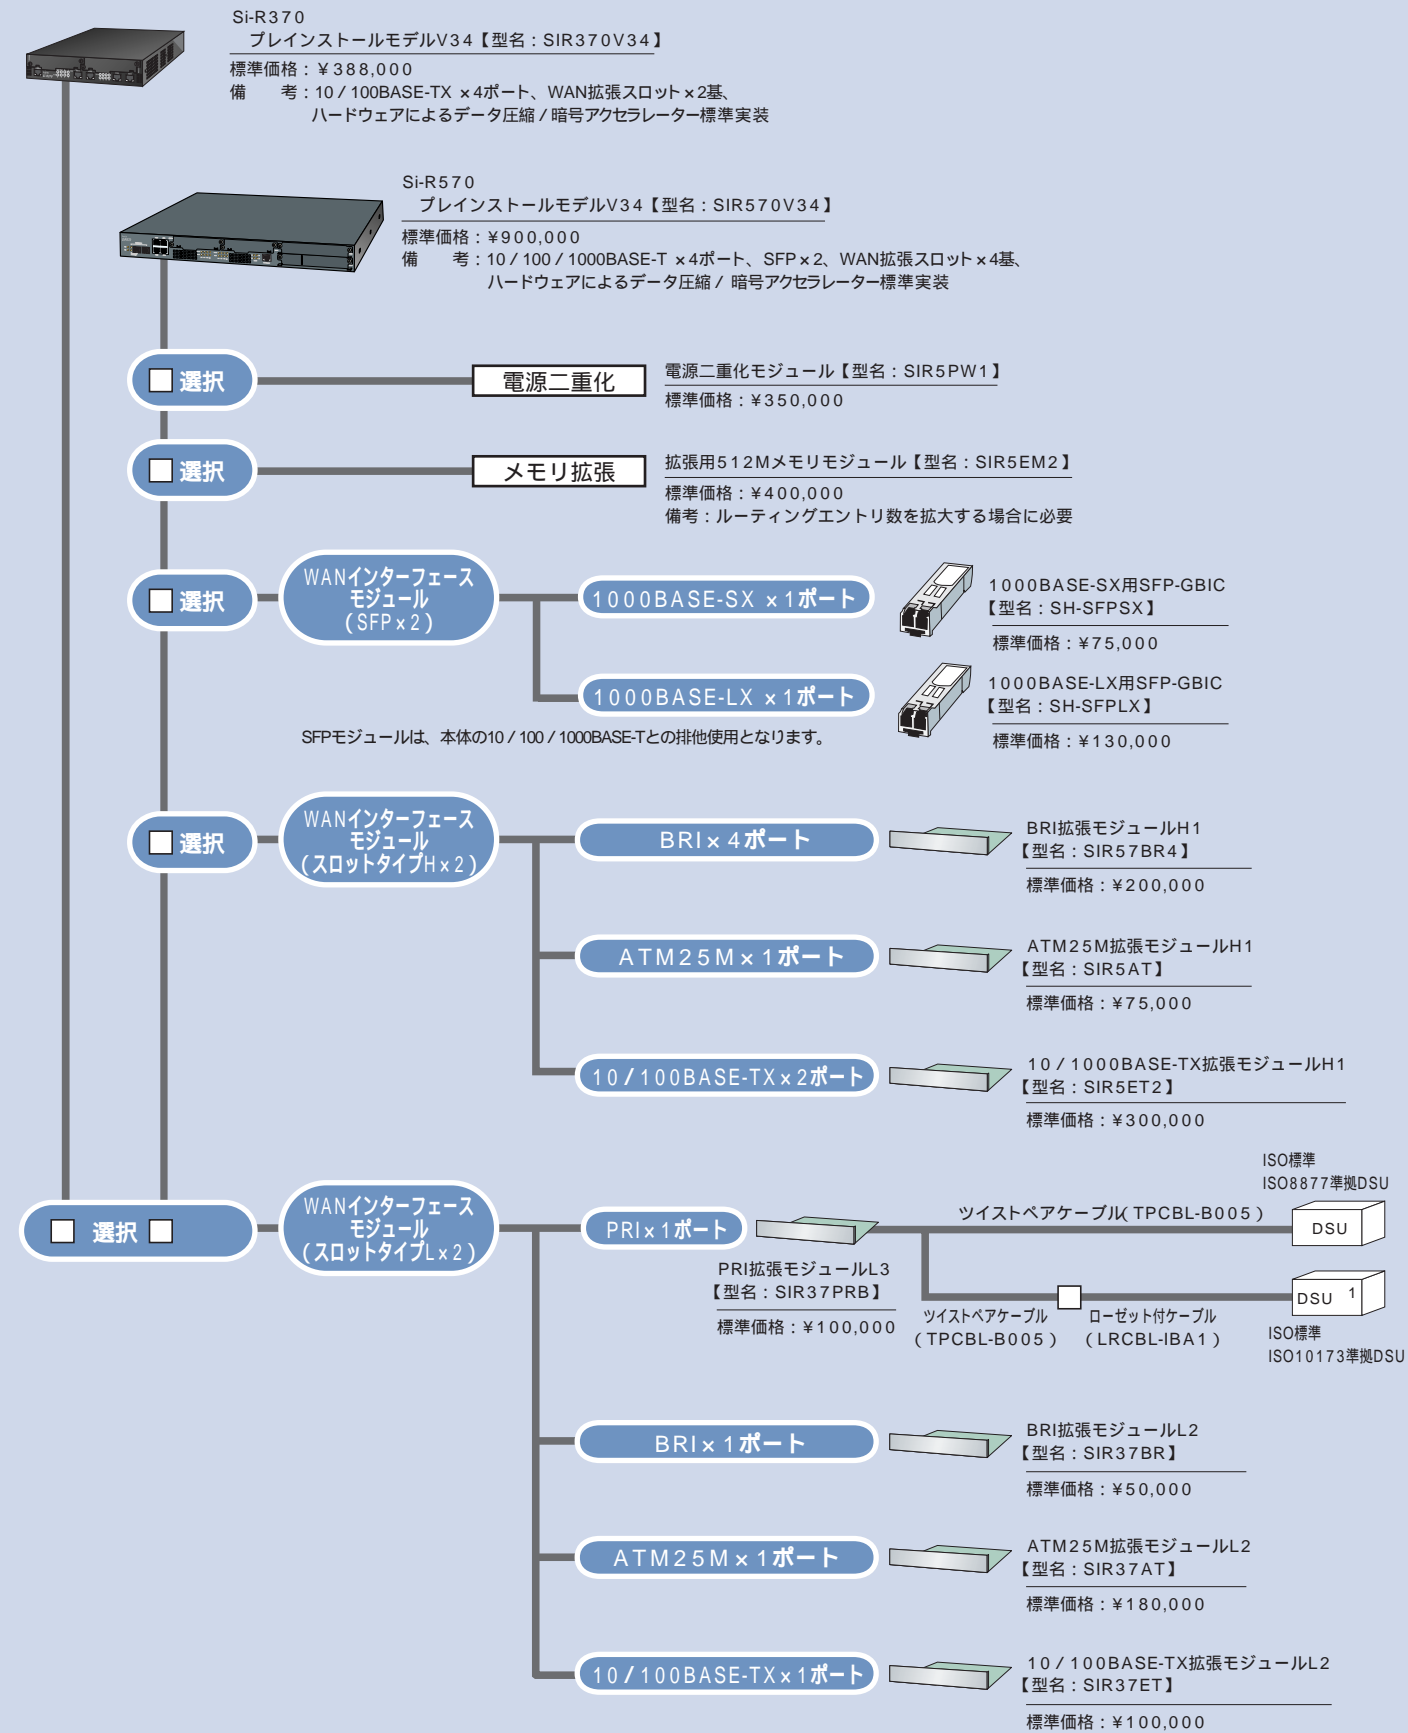 Si-R370
プレインストールモデルV34【型名：SIR370V34】
標準価格：¥388,000
備　考：10/100BASE-TX ×4ポート、WAN拡張スロット×2基、
ハードウェアによるデータ圧縮/暗号アクセラレーター標準実装
Si-R570
プレインストールモデルV34【型名：SIR570V34】
標準価格：¥900,000
備　考：10/100/1000BASE-T ×4ポート、SFP×2、WAN拡張スロット×4基、
ハードウェアによるデータ圧縮/ 暗号アクセラレーター標準実装
選択
電源二重化
電源二重化モジュール【型名：SIR5PW1】
標準価格：¥350,000
選択
メモリ拡張
拡張用512Mメモリモジュール【型名：SIR5EM2】
標準価格：¥400,000
備考：ルーティングエントリ数を拡大する場合に必要
選択
WANインターフェース
モジュール
（SFP×2）
1000BASE-SX ×1ポート
1000BASE-SX用SFP-GBIC
【型名：SH-SFPSX】
標準価格：¥75,000
1000BASE-LX ×1ポート
1000BASE-LX用SFP-GBIC
【型名：SH-SFPLX】
標準価格：¥130,000
SFPモジュールは、本体の10/100/1000BASE-Tとの排他使用となります。
選択
WANインターフェース
モジュール
（スロットタイプH×2）
BRI×4ポート
BRI拡張モジュールH1
【型名：SIR57BR4】
標準価格：¥200,000
ATM25M×1ポート
ATM25M拡張モジュールH1
【型名：SIR5AT】
標準価格：¥75,000
10/100BASE-TX×2ポート
10/1000BASE-TX拡張モジュールH1
【型名：SIR5ET2】
標準価格：¥300,000
選択
WANインターフェース
モジュール
（スロットタイプL×2）
PRI×1ポート
PRI拡張モジュールL3
【型名：SIR37PRB】
標準価格：¥100,000
ツイストペアケーブル（TPCBL-B005）
ISO標準
ISO8877準拠DSU
DSU
ツイストペアケーブル
（TPCBL-B005）
ローゼット付ケーブル
（LRCBL-IBA1）
DSU 1
ISO標準
ISO10173準拠DSU
BRI×1ポート
BRI拡張モジュールL2
【型名：SIR37BR】
標準価格：¥50,000
ATM25M×1ポート
ATM25M拡張モジュールL2
【型名：SIR37AT】
標準価格：¥180,000
10/100BASE-TX×1ポート
10/100BASE-TX拡張モジュールL2
【型名：SIR37ET】
標準価格：¥100,000